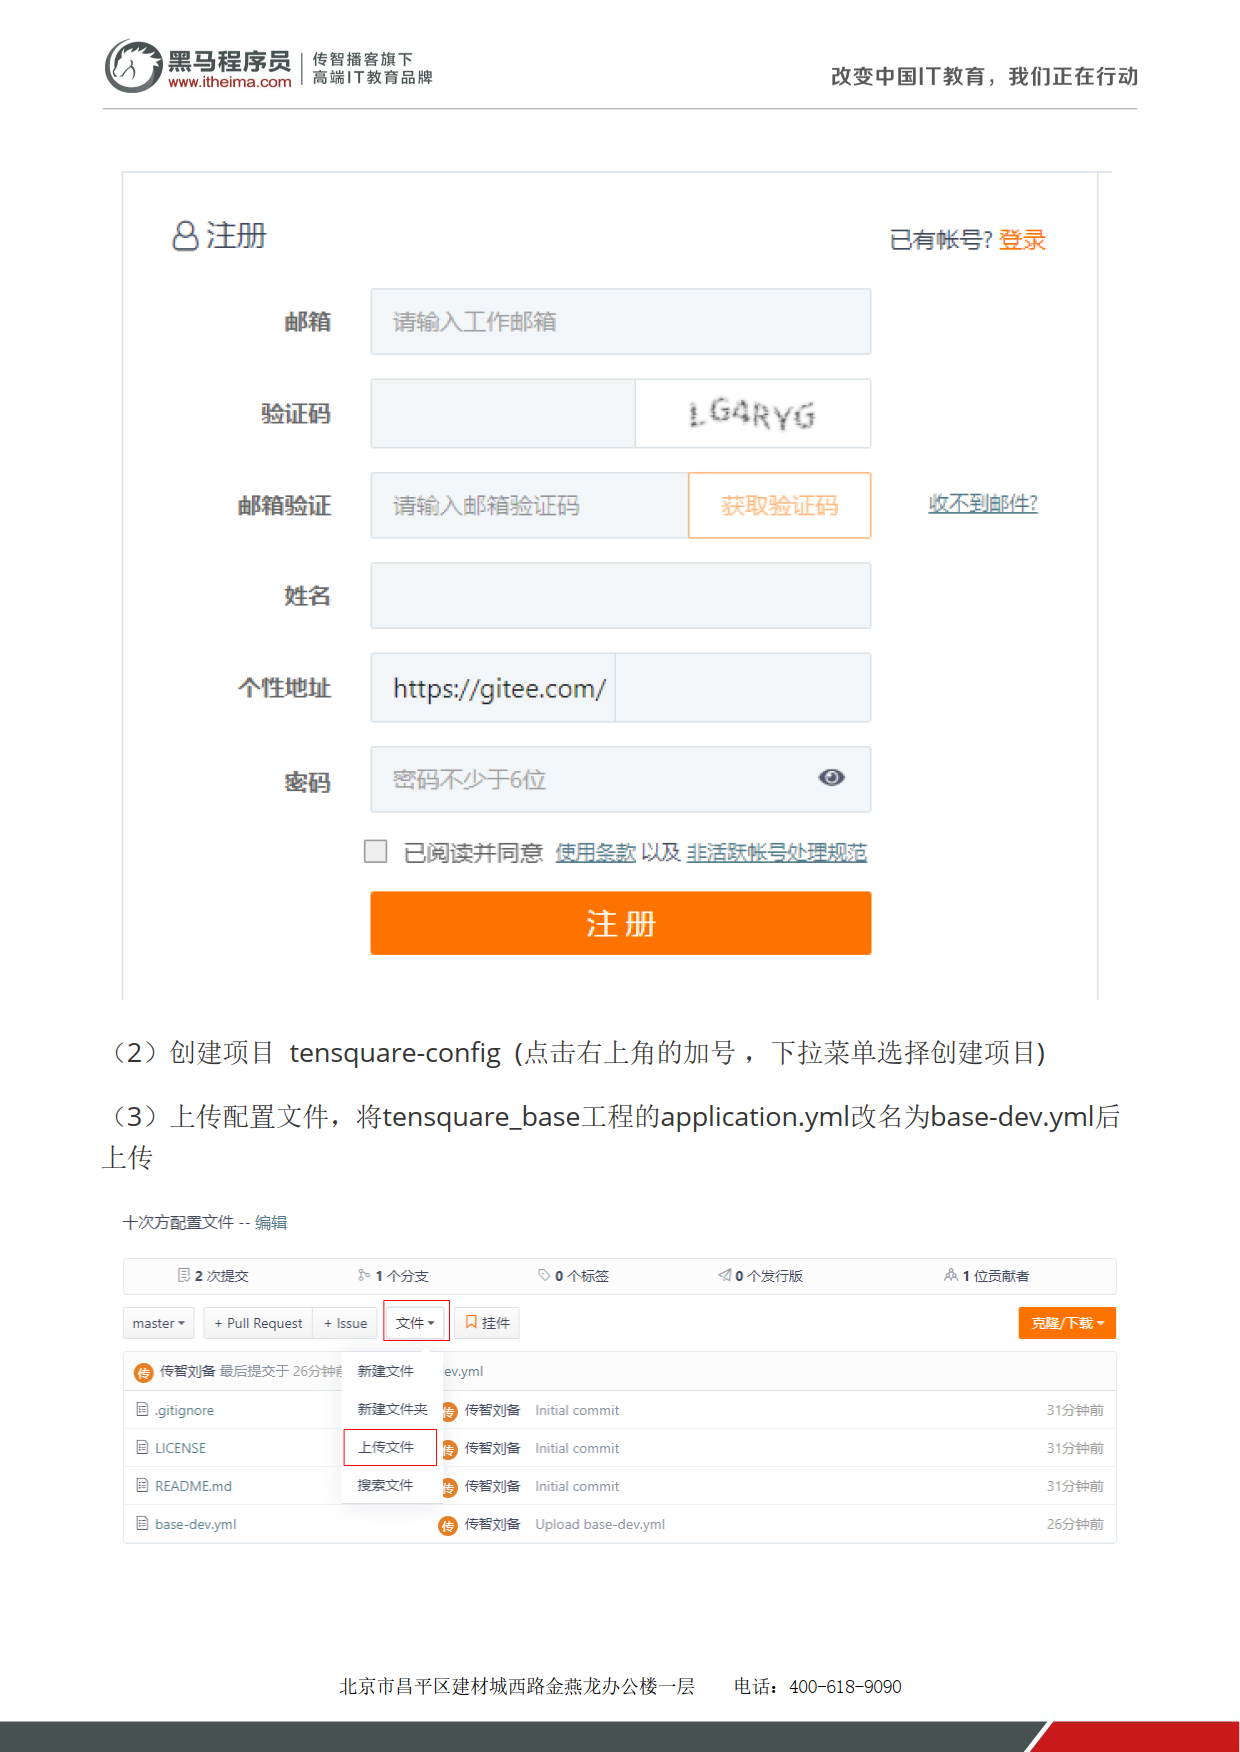 黑马程序员
www.itheima.com
传智播客旗下
高端IT教育品牌
改变中国IT教育，我们正在行动
注册
已有帐号? 登录
邮箱 请输入工作邮箱
验证码 LG4RYG
邮箱验证 请输入邮箱验证码 获取验证码 收不到邮件?
姓名
个性地址 https://gitee.com/
密码 密码不少于6位
已阅读并同意 使用条款 以及 非活跃帐号处理规范
注 册
（2）创建项目 tensquare-config (点击右上角的加号 ，下拉菜单选择创建项目)
（3）上传配置文件，将tensquare_base工程的application.yml改名为base-dev.yml后
上传
十次方配置文件 -- 编辑
2 次提交 1 个分支 0 个标签 0 个发行版 1 位贡献者
master + Pull Request + Issue 文件 挂件 克隆/下载
传 传智刘备 最后提交于 26分钟前 新建文件 ev.yml
.gitignore 新建文件夹 传 传智刘备 Initial commit 31分钟前
LICENSE 上传文件 传 传智刘备 Initial commit 31分钟前
README.md 搜索文件 传 传智刘备 Initial commit 31分钟前
base-dev.yml 传 传智刘备 Upload base-dev.yml 26分钟前
北京市昌平区建材城西路金燕龙办公楼一层 电话：400-618-9090